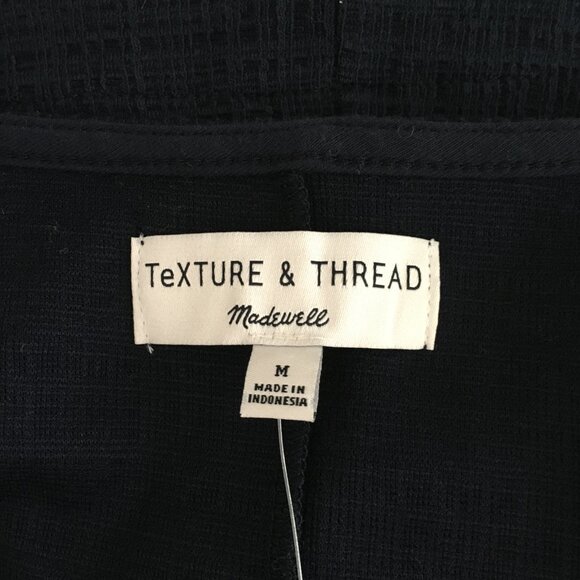 TeXTURE & THREAD
Madewell
M
MADE IN
INDONESIA